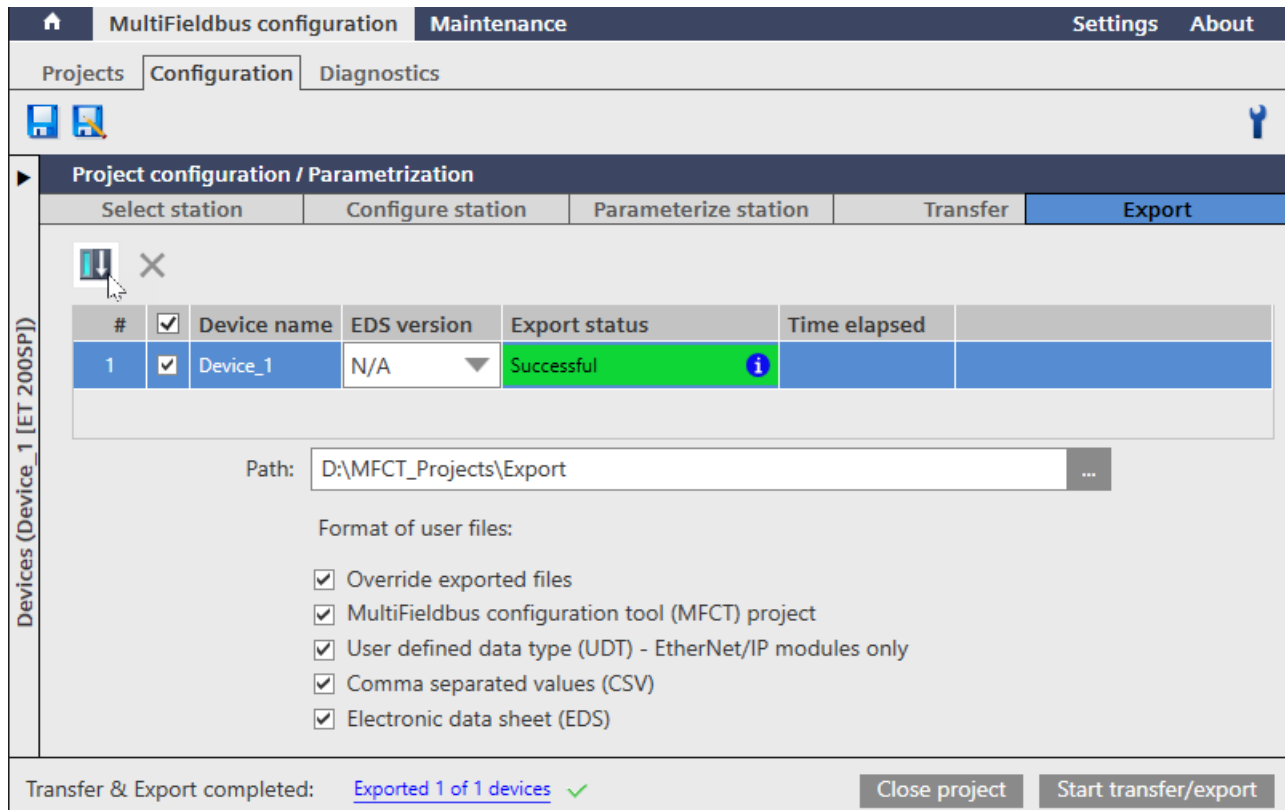 MultiFieldbus configuration Maintenance Settings About
Projects Configuration Diagnostics
Project configuration / Parametrization
Select station Configure station Parameterize station Transfer Export
# Device name EDS version Export status Time elapsed
1 Device_1 N/A Successful i
Devices (Device_1 [ET 200SP])
Path: D:\MFCT_Projects\Export ...
Format of user files:
Override exported files
MultiFieldbus configuration tool (MFCT) project
User defined data type (UDT) - EtherNet/IP modules only
Comma separated values (CSV)
Electronic data sheet (EDS)
Transfer & Export completed: Exported 1 of 1 devices Close project Start transfer/export